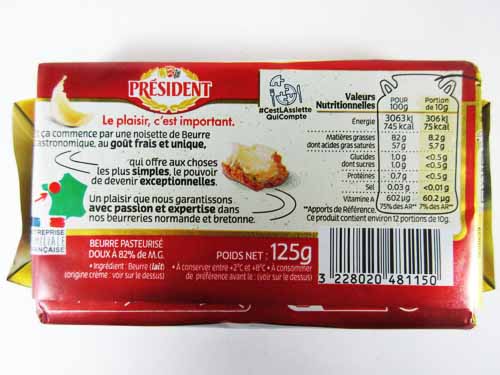 PRÉSIDENT
Le plaisir, c'est important.
ça commence par une noisette de Beurre
gastronomique, au goût frais et unique,
qui offre aux choses
les plus simples, le pouvoir
de devenir exceptionnelles.
Un plaisir que nous garantissons
avec passion et expertise dans
nos beurreries normande et bretonne.
ENTREPRISE
FAMILIALE
FRANÇAISE
BEURRE PASTEURISÉ
DOUX À 82% de M.G.
• Ingrédient : Beurre (lait)
(origine crème : voir sur le dessus)
POIDS NET : 125g
• À conserver entre +2°C et +8°C • À consommer
de préférence avant le : (voir sur le dessus)
#CestLAssiette
QuiCompte
Valeurs Nutritionnelles POUR 100g Portion de 10g
Énergie 3063 kJ 745 kcal 306 kJ 75 kcal
Matières grasses 82 g 8.2 g
dont acides gras saturés 57 g 5.7 g
Glucides 1.0 g <0.5g
dont sucres 1.0 g <0.5g
Protéines 0.7 g <0.5g
Sel 0,03 g <0.01 g
Vitamine A 602 µg 75% des AR** 60.2 µg 7% des AR**
**Apports de Référence.
Ce produit contient environ 12 portions de 10g.
3 228020 481150